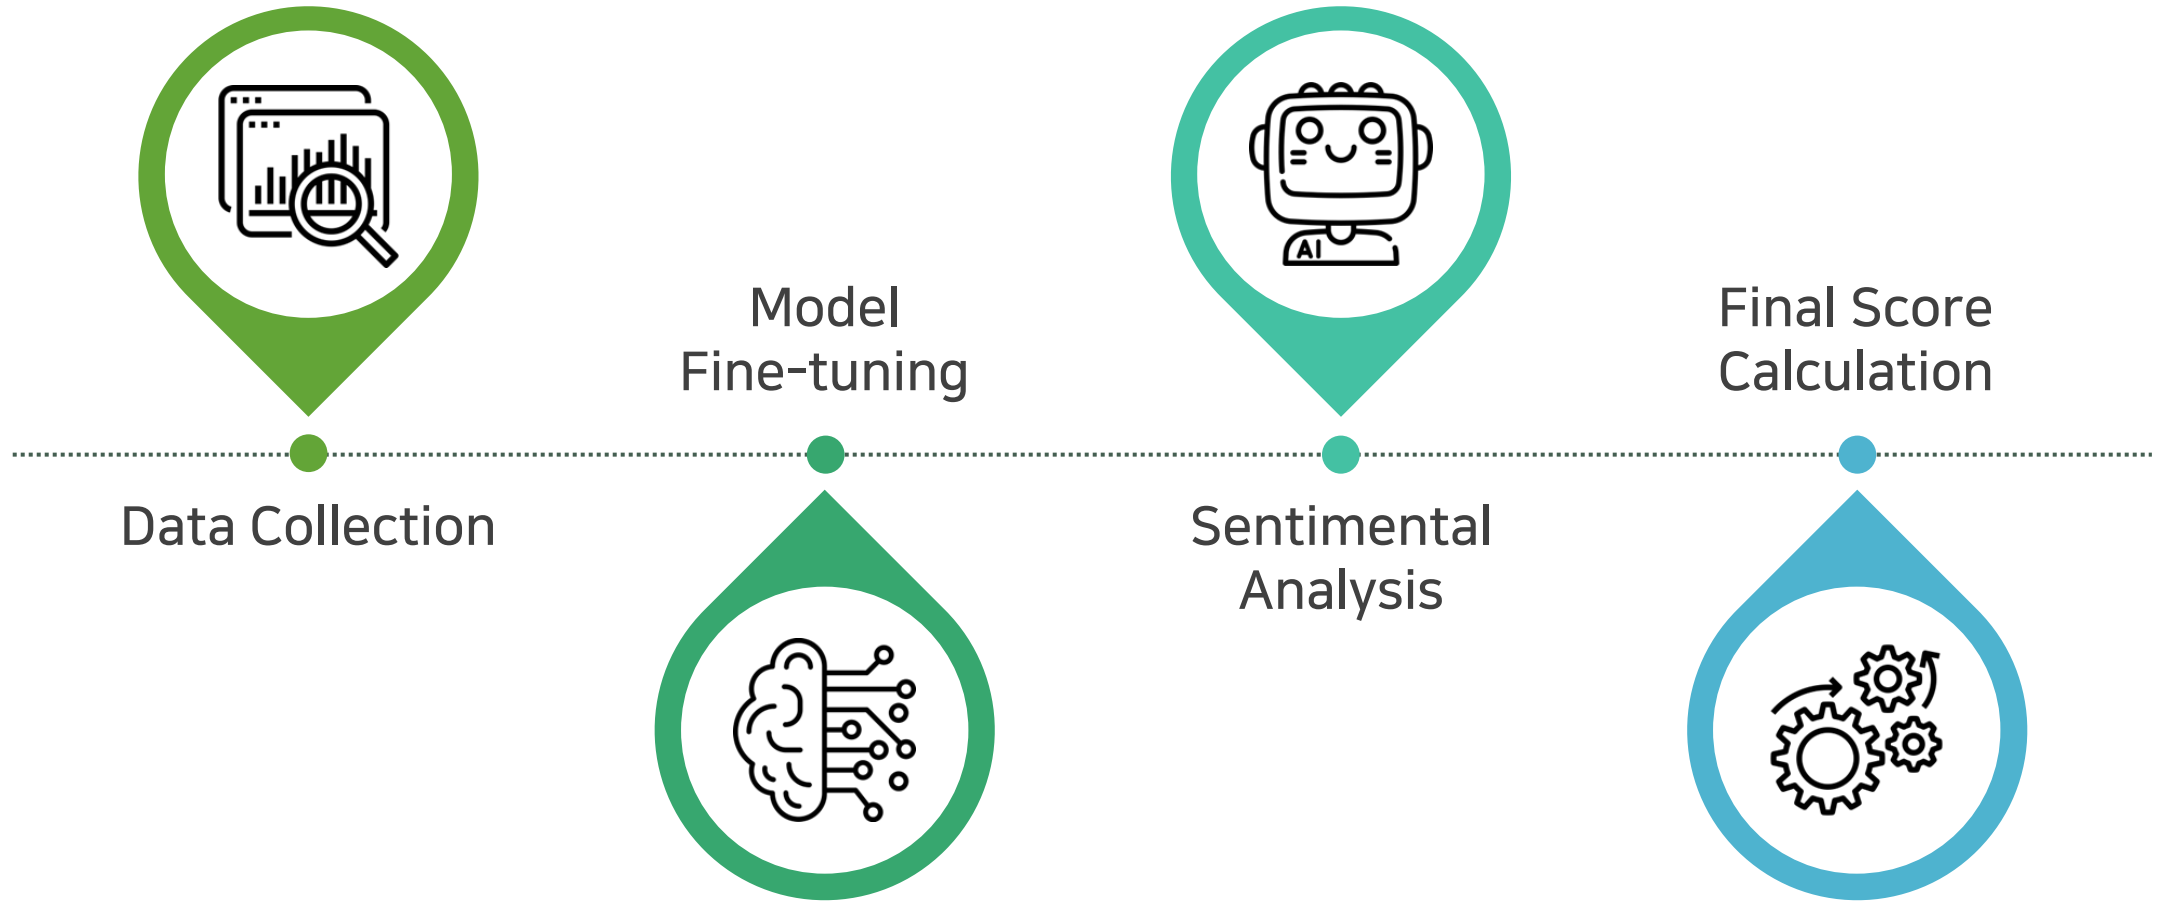 Data Collection
Model
Fine-tuning
AI
Sentimental
Analysis
Final Score
Calculation